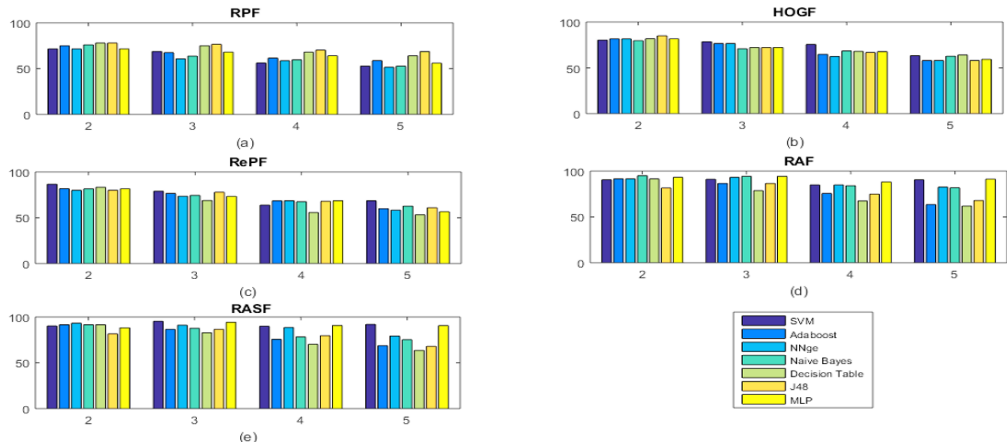 RPF
100
50
0
2 3 4 5
(a)
HOGF
100
50
0
2 3 4 5
(b)
RePF
100
50
0
2 3 4 5
(c)
RAF
100
50
0
2 3 4 5
(d)
RASF
100
50
0
2 3 4 5
(e)
SVM
Adaboost
NNge
Naive Bayes
Decision Table
J48
MLP